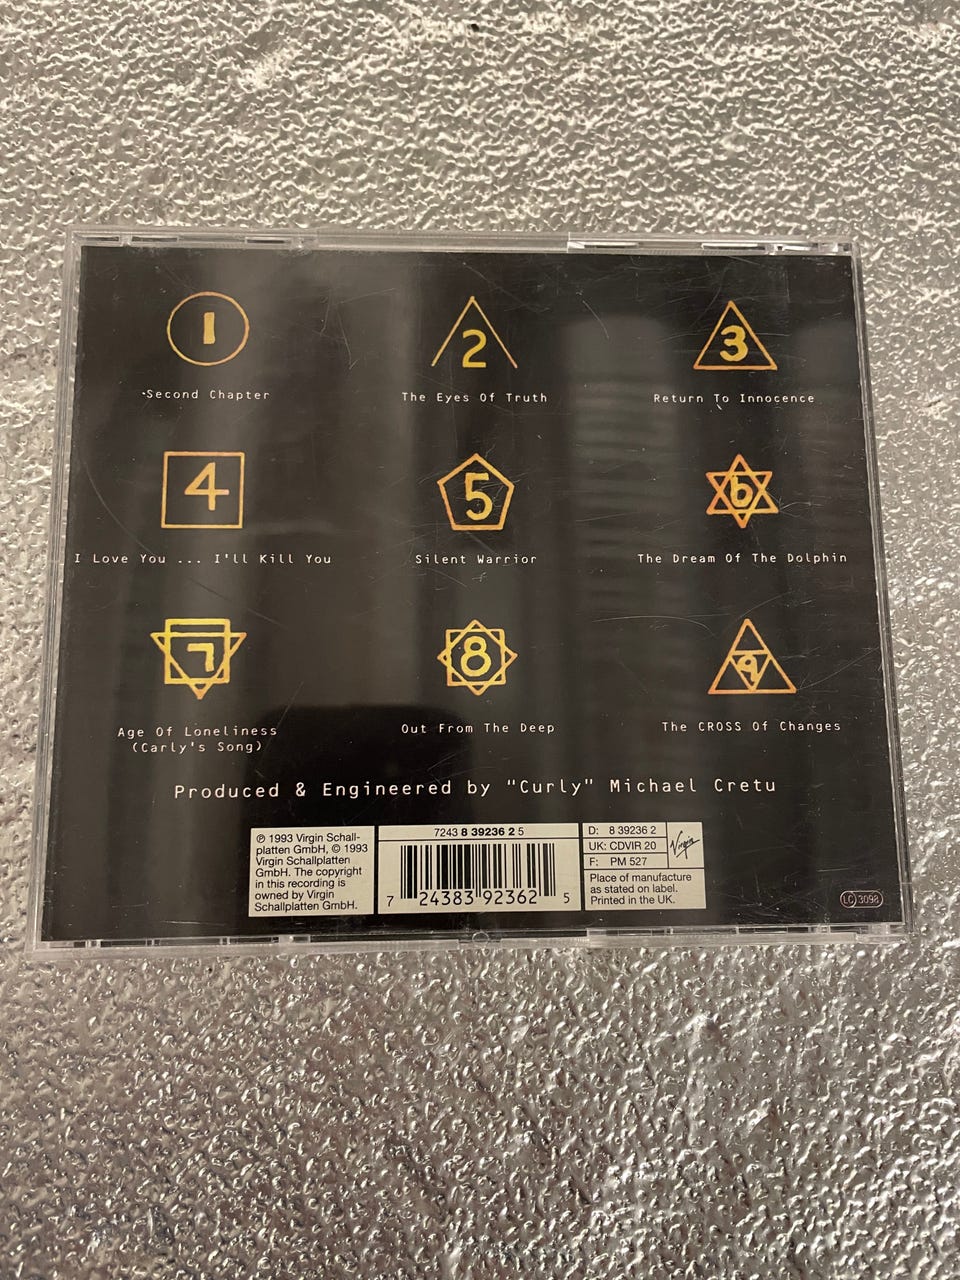 1
Second Chapter
2
The Eyes Of Truth
3
Return To Innocence
4
I Love You ... I'll Kill You
5
Silent Warrior
6
The Dream Of The Dolphin
7
Age Of Loneliness
(Carly's Song)
8
Out From The Deep
9
The CROSS Of Changes
Produced & Engineered by "Curly" Michael Cretu
℗ 1993 Virgin Schall-
platten GmbH, © 1993
Virgin Schallplatten
GmbH. The copyright
in this recording is
owned by Virgin
Schallplatten GmbH.
7243 8 39236 2 5
7 24383 92362 5
D: 8 39236 2
UK: CDVIR 20
F: PM 527
Virgin
Place of manufacture
as stated on label.
Printed in the UK.
LC 3098